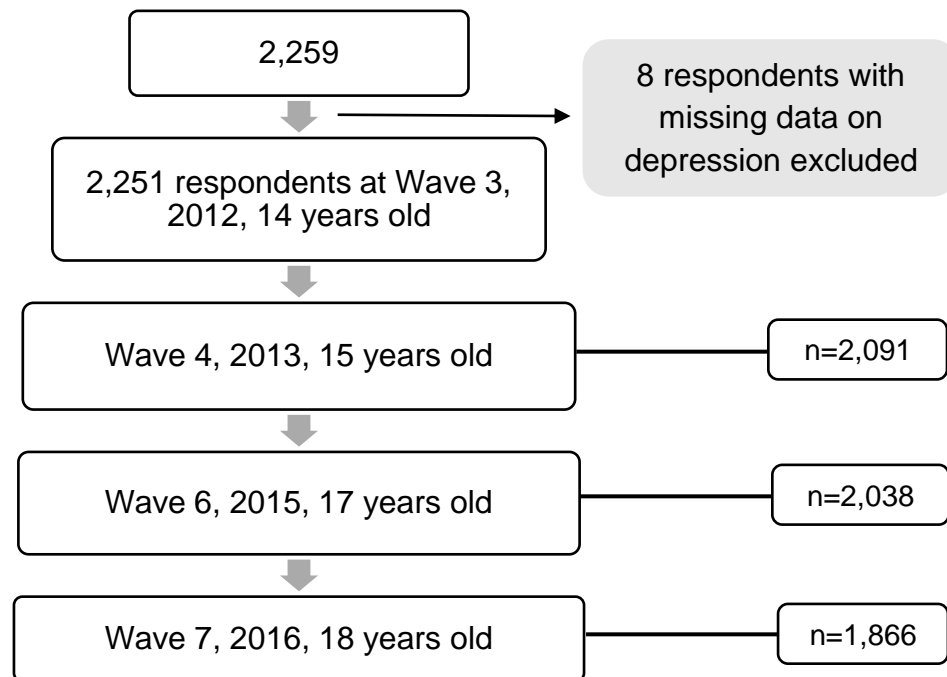 2,259
8 respondents with
missing data on
depression excluded
2,251 respondents at Wave 3,
2012, 14 years old
Wave 4, 2013, 15 years old
n=2,091
Wave 6, 2015, 17 years old
n=2,038
Wave 7, 2016, 18 years old
n=1,866